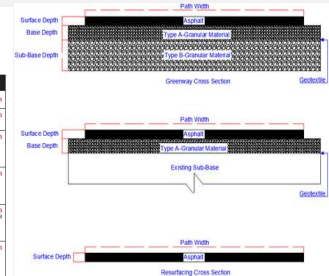 Path Width
Surface Depth
Asphalt
Base Depth
Type A-Granular Material
Sub-Base Depth
Type B-Granular Material
Greenway Cross Section
Geotextile
Path Width
Surface Depth
Asphalt
Base Depth
Type A-Granular Material
Existing Sub-Base
Geotextile
Path Width
Surface Depth
Asphalt
Resurfacing Cross Section